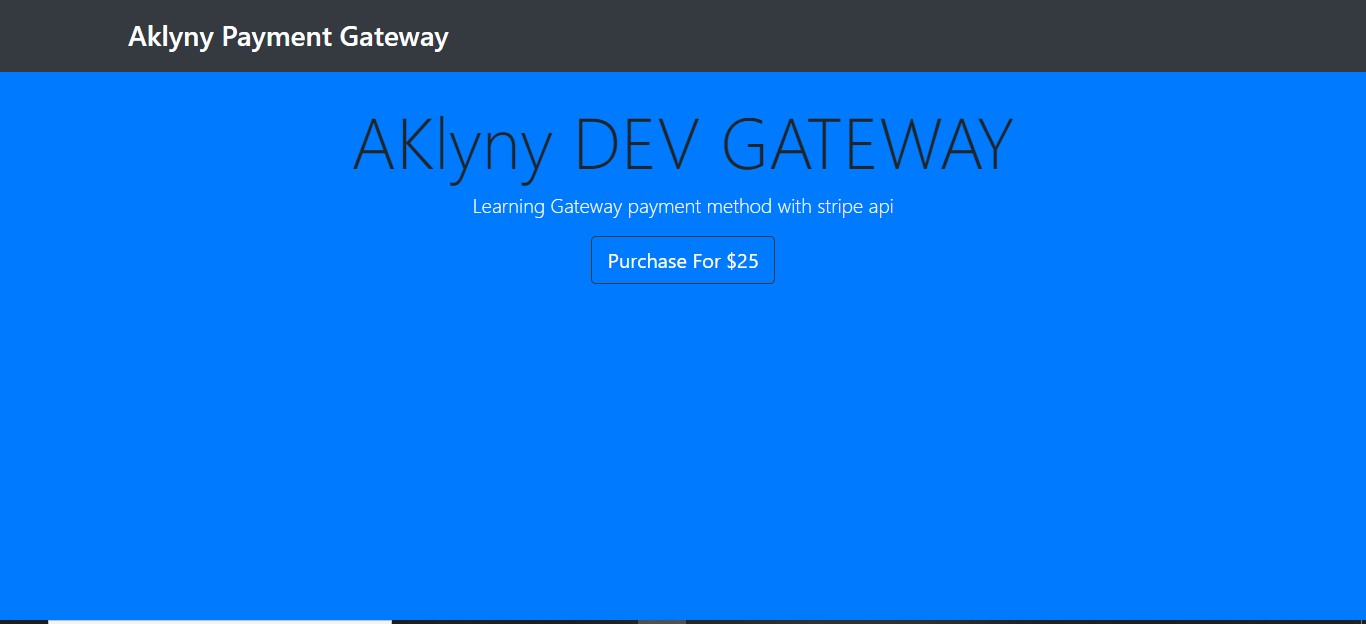 Aklyny Payment Gateway
AKlyny DEV GATEWAY
Learning Gateway payment method with stripe api
Purchase For $25